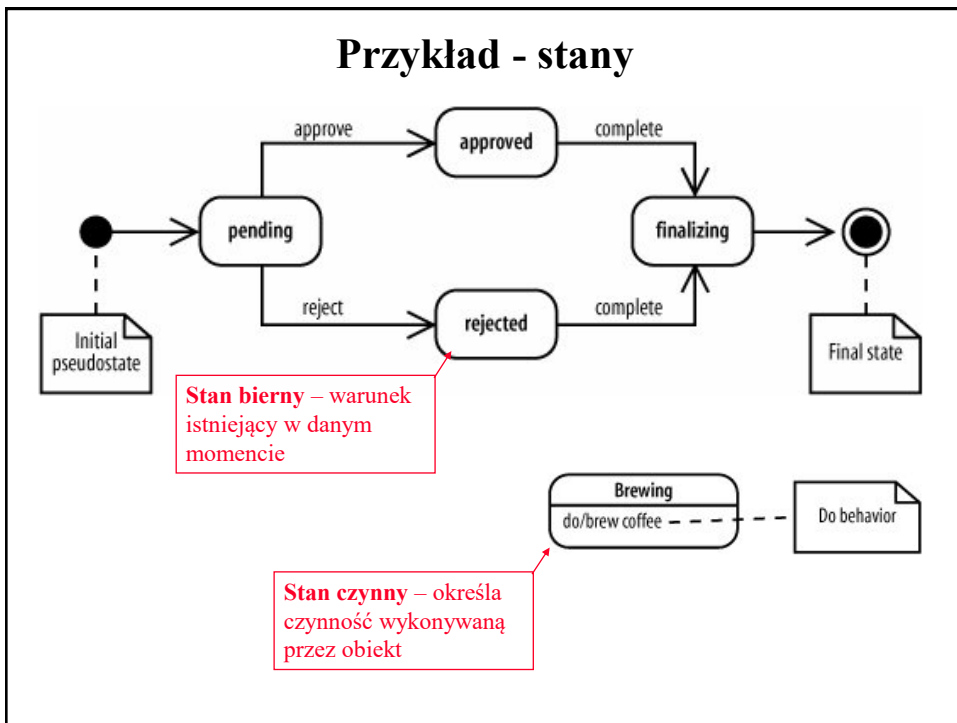 Przykład - stany
approve
approved
complete
pending
finalizing
reject
rejected
complete
Initial
pseudostate
Final state
Stan bierny – warunek
istniejący w danym
momencie
Brewing
do/brew coffee
Do behavior
Stan czynny – określa
czynność wykonywaną
przez obiekt